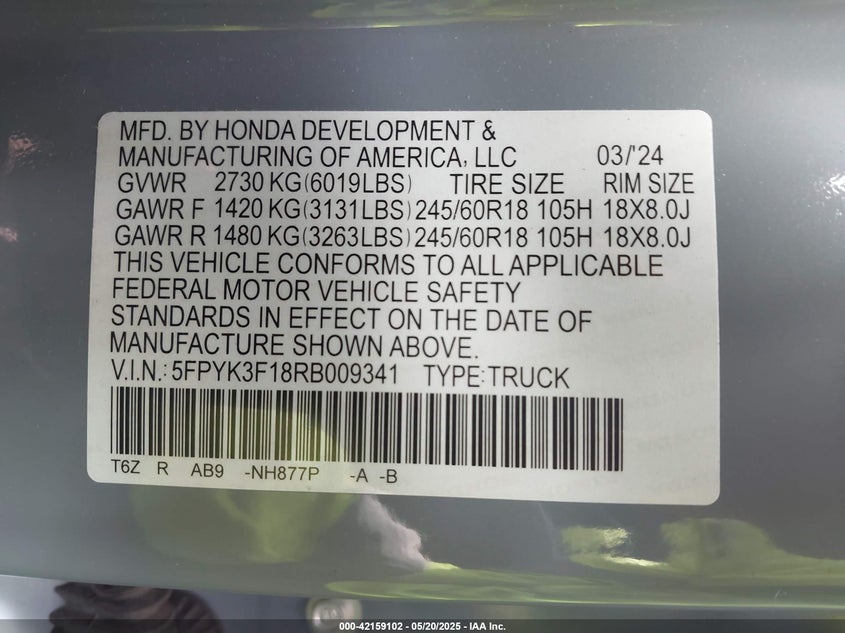 MFD. BY HONDA DEVELOPMENT &
MANUFACTURING OF AMERICA, LLC 03/'24
GVWR 2730 KG(6019LBS) TIRE SIZE RIM SIZE
GAWR F 1420 KG(3131LBS) 245/60R18 105H 18X8.0J
GAWR R 1480 KG(3263LBS) 245/60R18 105H 18X8.0J
THIS VEHICLE CONFORMS TO ALL APPLICABLE
FEDERAL MOTOR VEHICLE SAFETY
STANDARDS IN EFFECT ON THE DATE OF
MANUFACTURE SHOWN ABOVE.
V.I.N.: 5FPYK3F18RB009341 TYPE:TRUCK
T6Z R AB9 -NH877P -A -B
000-42159102 - 05/20/2025 - IAA Inc.